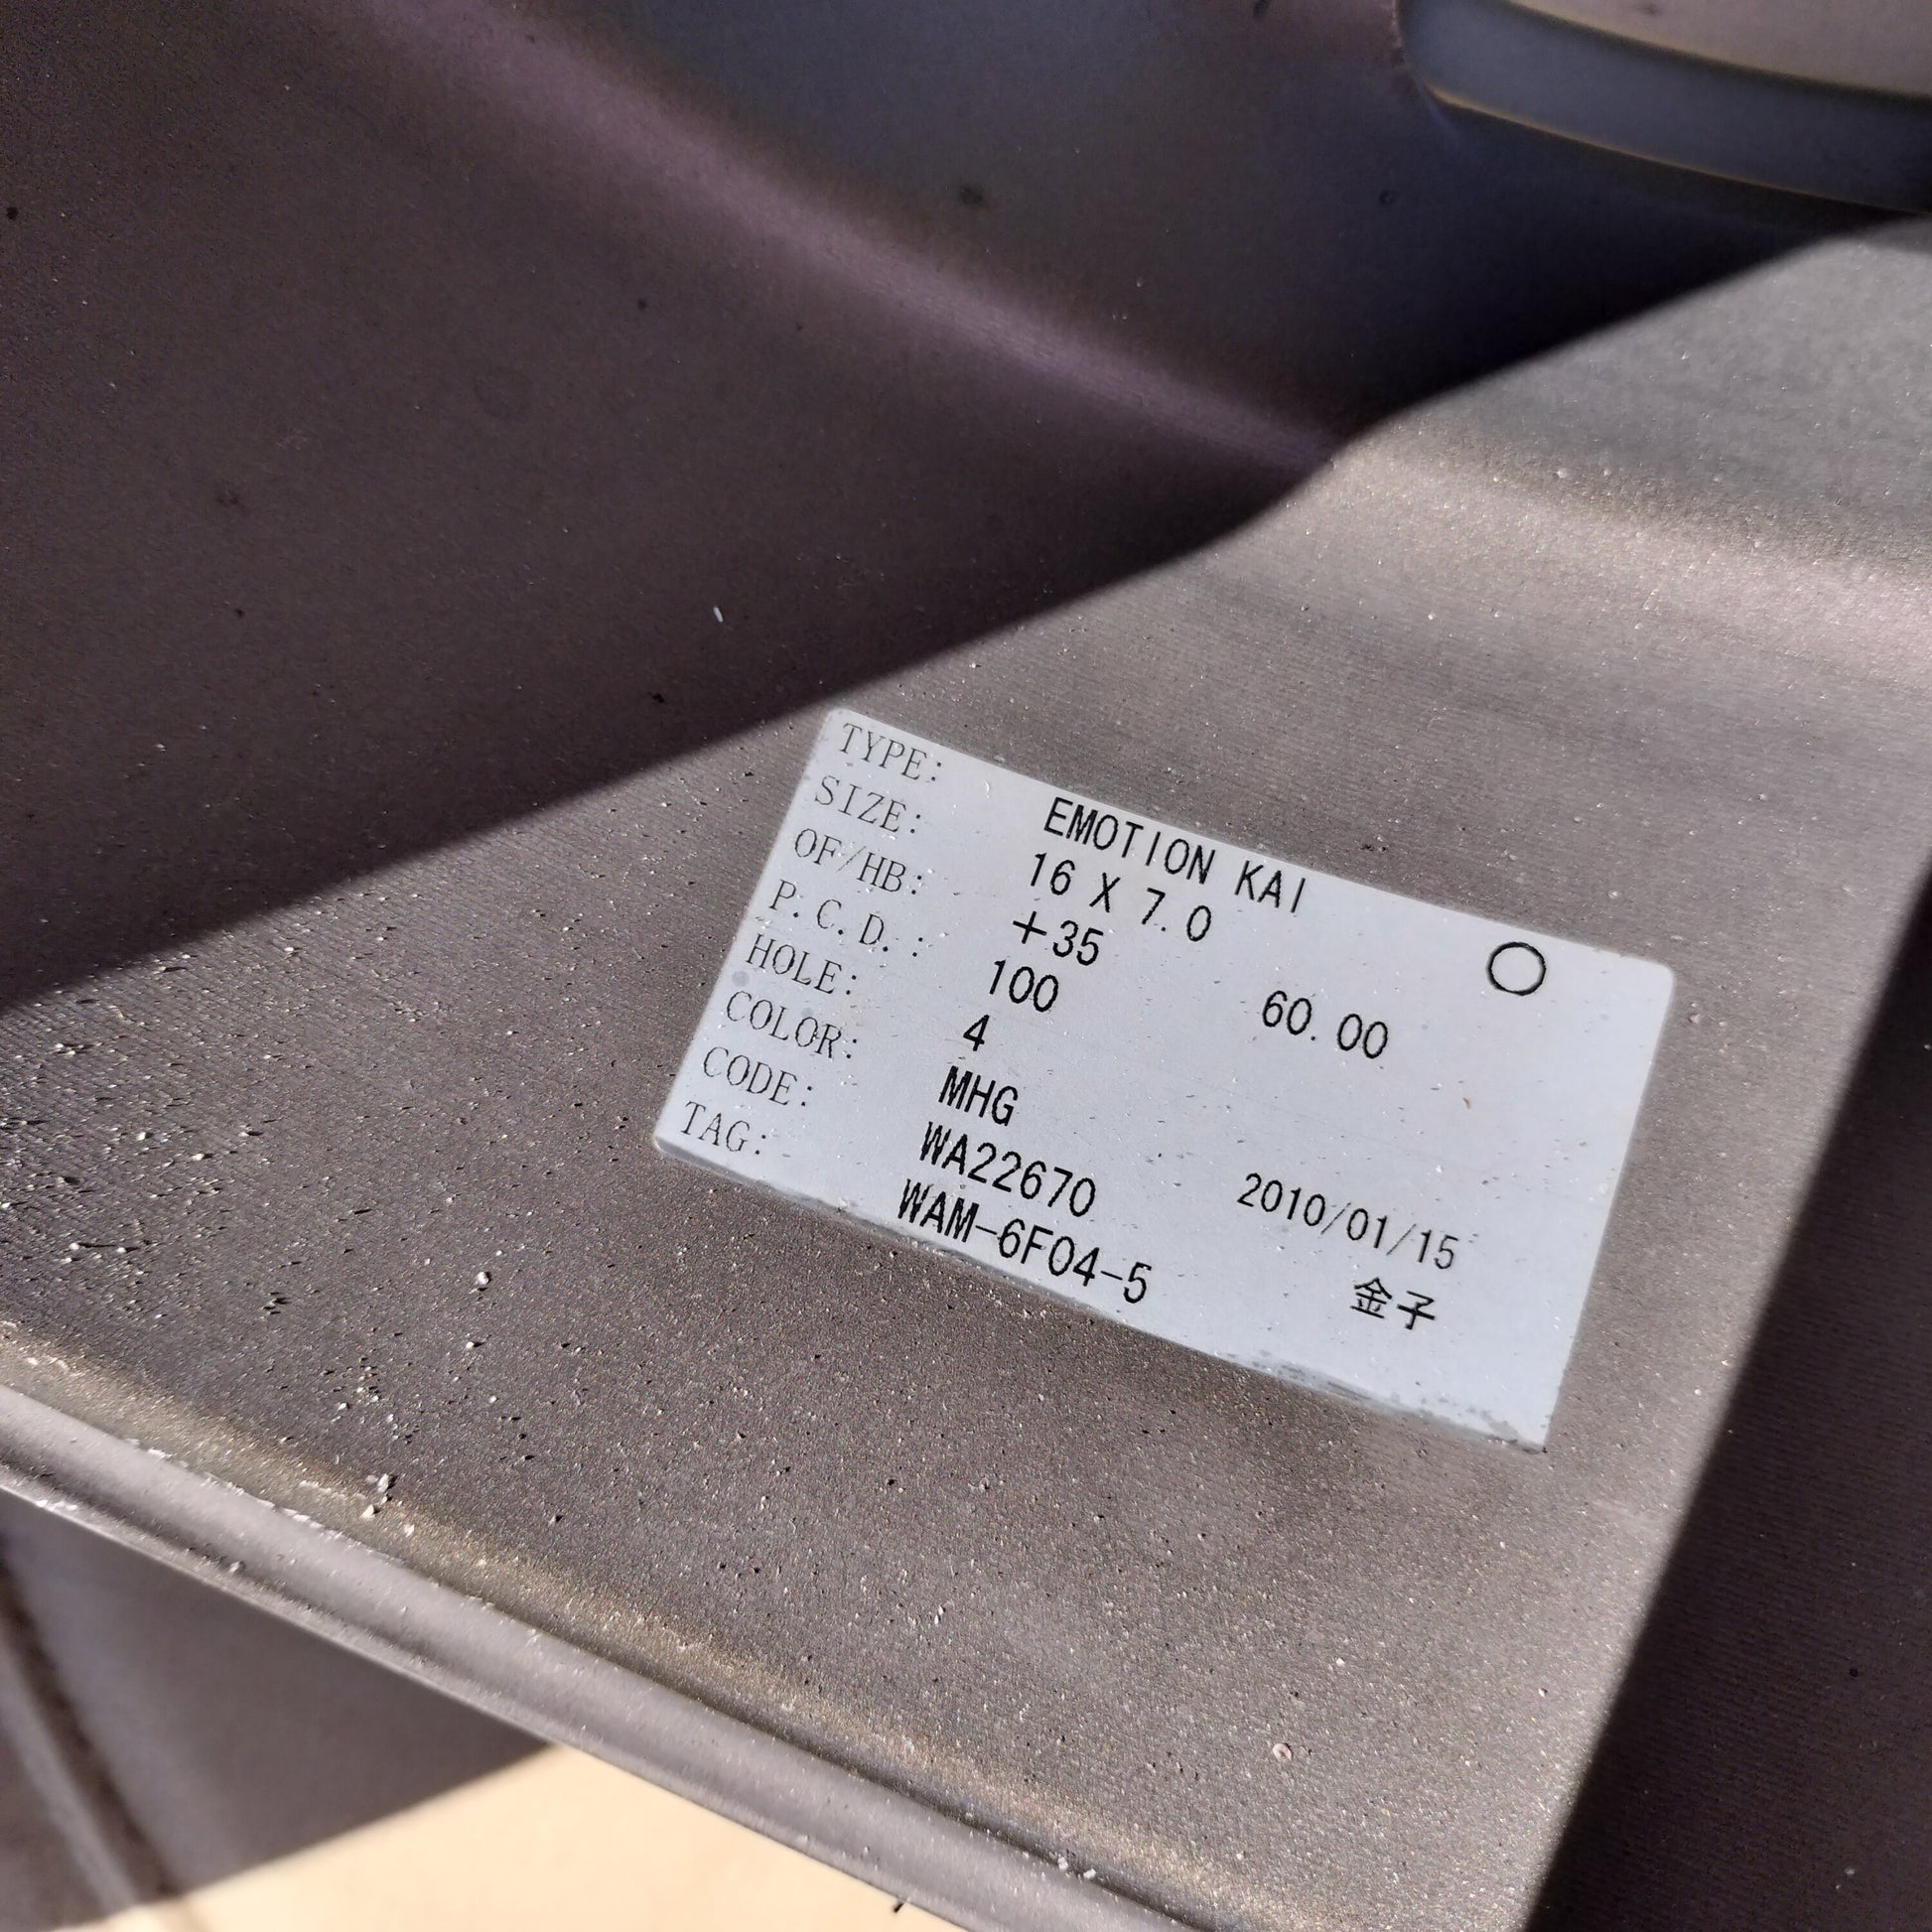 TYPE: EMOTION KAI
SIZE: 16 X 7.0 ○
OF/HB: +35 60.00
P.C.D.: 100
HOLE: 4
COLOR: MHG
CODE: WA22670 2010/01/15
TAG: WAM-6F04-5 金子